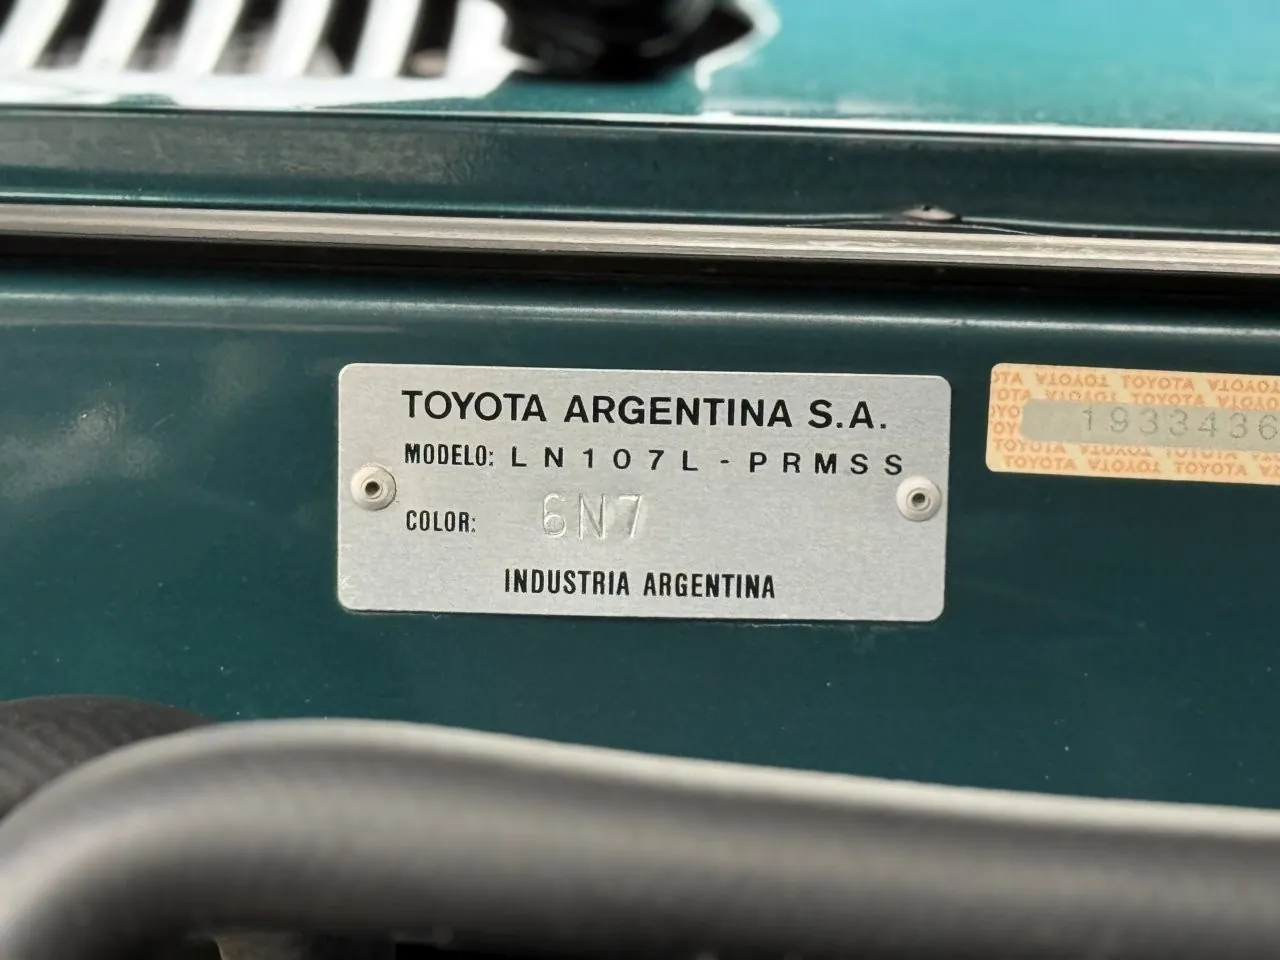 TOYOTA ARGENTINA S.A.
MODELO: LN107L-PRMSS
COLOR: 6N7
INDUSTRIA ARGENTINA
TOYOTA TOYOTA TOYOTA
1933436
TOYOTA TOYOTA TOYOTA